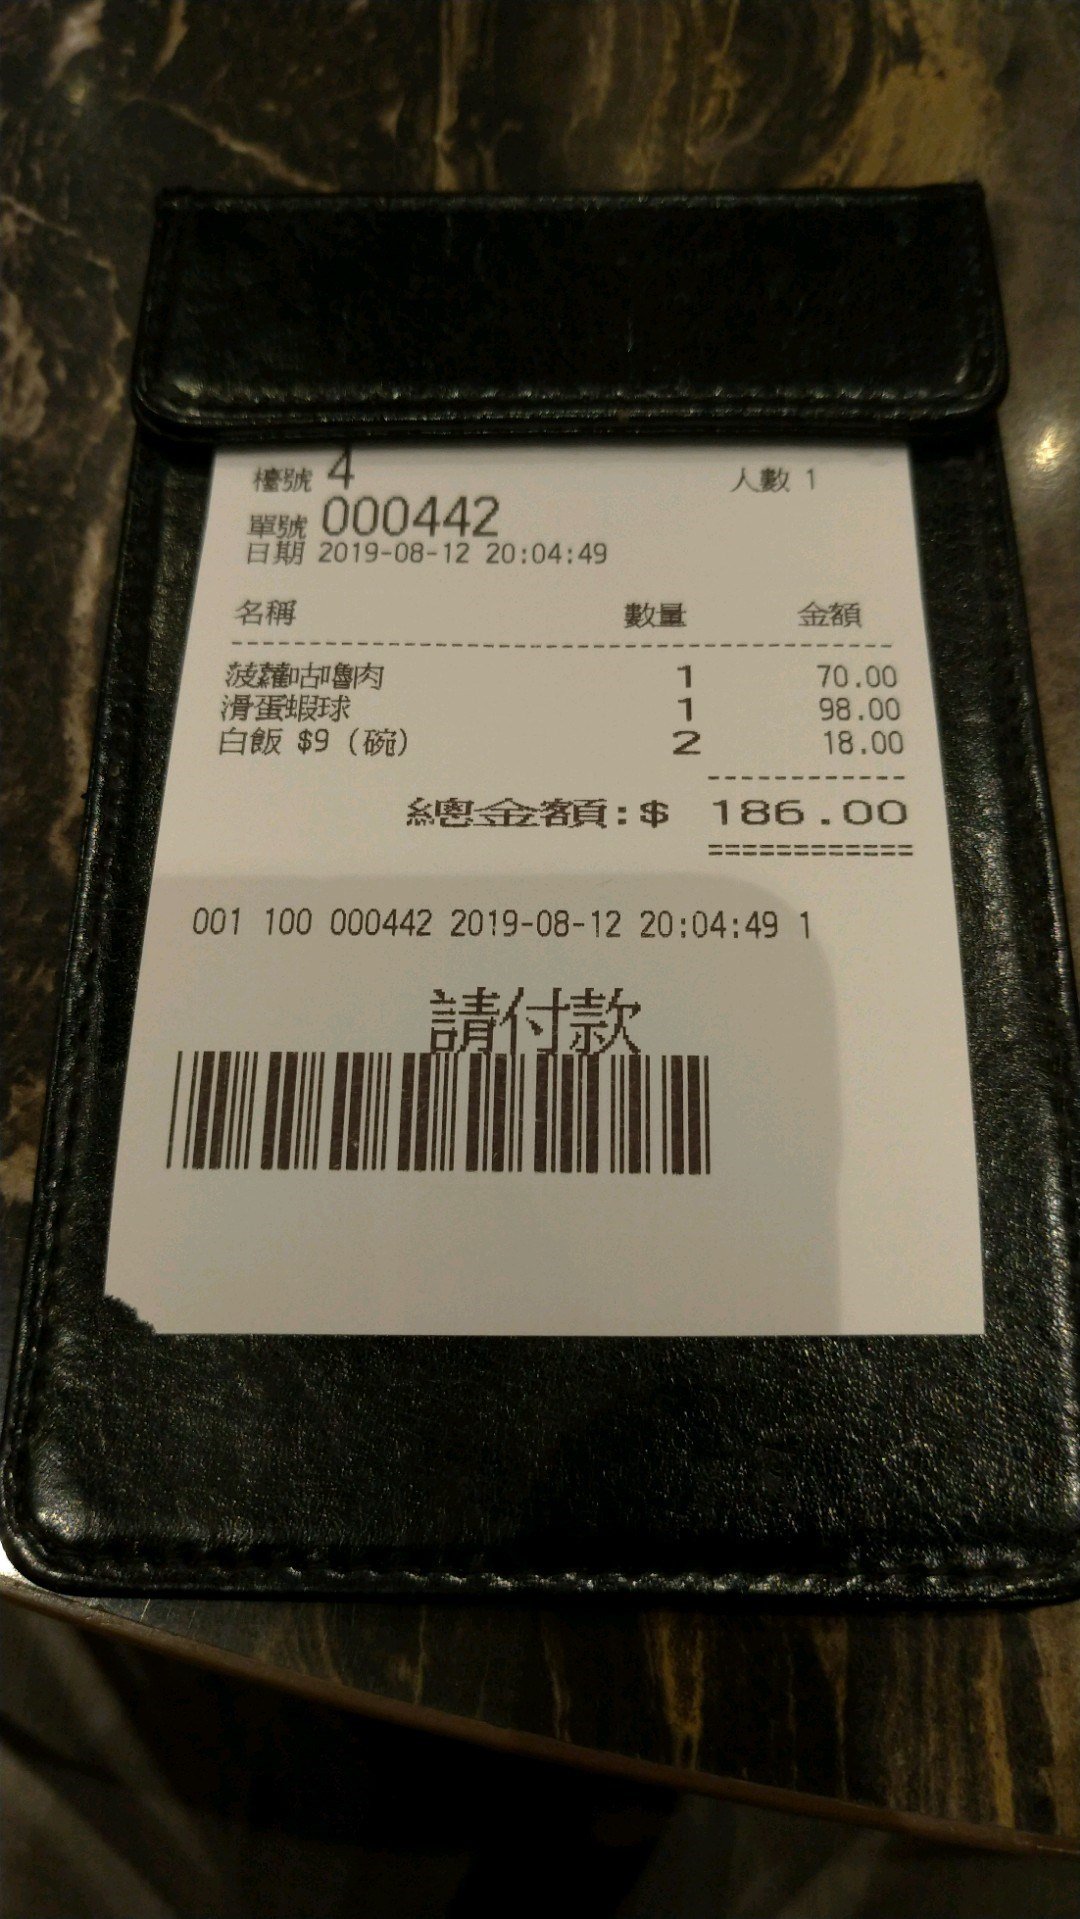 檯號 4 人數 1
單號 000442
日期 2019-08-12 20:04:49
名稱 數量 金額
菠蘿咕嚕肉 1 70.00
滑蛋蝦球 1 98.00
白飯 $9 (碗) 2 18.00
總金額:$ 186.00
001 100 000442 2019-08-12 20:04:49 1
請付款